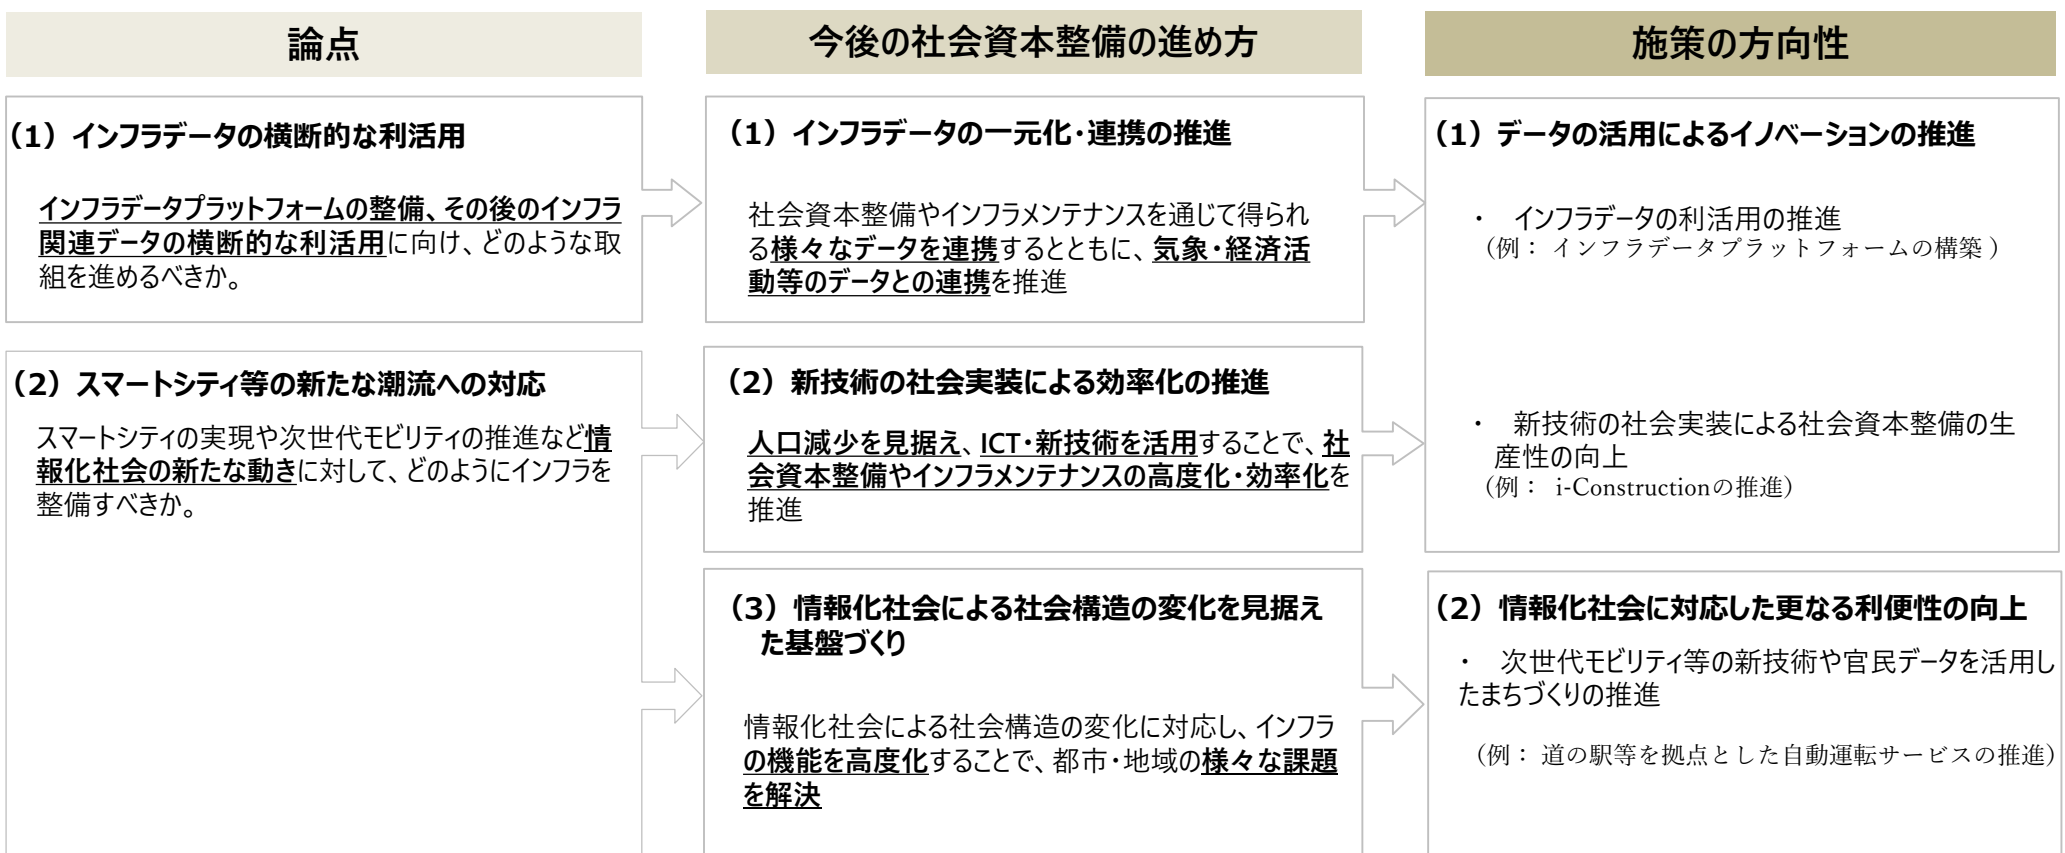 論点
今後の社会資本整備の進め方
施策の方向性
（1）インフラデータの横断的な利活用
インフラデータプラットフォームの整備、その後のインフラ
関連データの横断的な利活用に向け、どのような取
組を進めるべきか。
（2）スマートシティ等の新たな潮流への対応
スマートシティの実現や次世代モビリティの推進など情
報化社会の新たな動きに対して、どのようにインフラを
整備すべきか。
（1）インフラデータの一元化・連携の推進
社会資本整備やインフラメンテナンスを通じて得られ
る様々なデータを連携するとともに、気象・経済活
動等のデータとの連携を推進
（2）新技術の社会実装による効率化の推進
人口減少を見据え、ICT・新技術を活用することで、社
会資本整備やインフラメンテナンスの高度化・効率化を
推進
（3）情報化社会による社会構造の変化を見据え
た基盤づくり
情報化社会による社会構造の変化に対応し、インフラ
の機能を高度化することで、都市・地域の様々な課題
を解決
（1）データの活用によるイノベーションの推進
・ インフラデータの利活用の推進
（例： インフラデータプラットフォームの構築 ）
・ 新技術の社会実装による社会資本整備の生
産性の向上
（例： i-Constructionの推進）
（2）情報化社会に対応した更なる利便性の向上
・ 次世代モビリティ等の新技術や官民データを活用し
たまちづくりの推進
（例： 道の駅等を拠点とした自動運転サービスの推進）